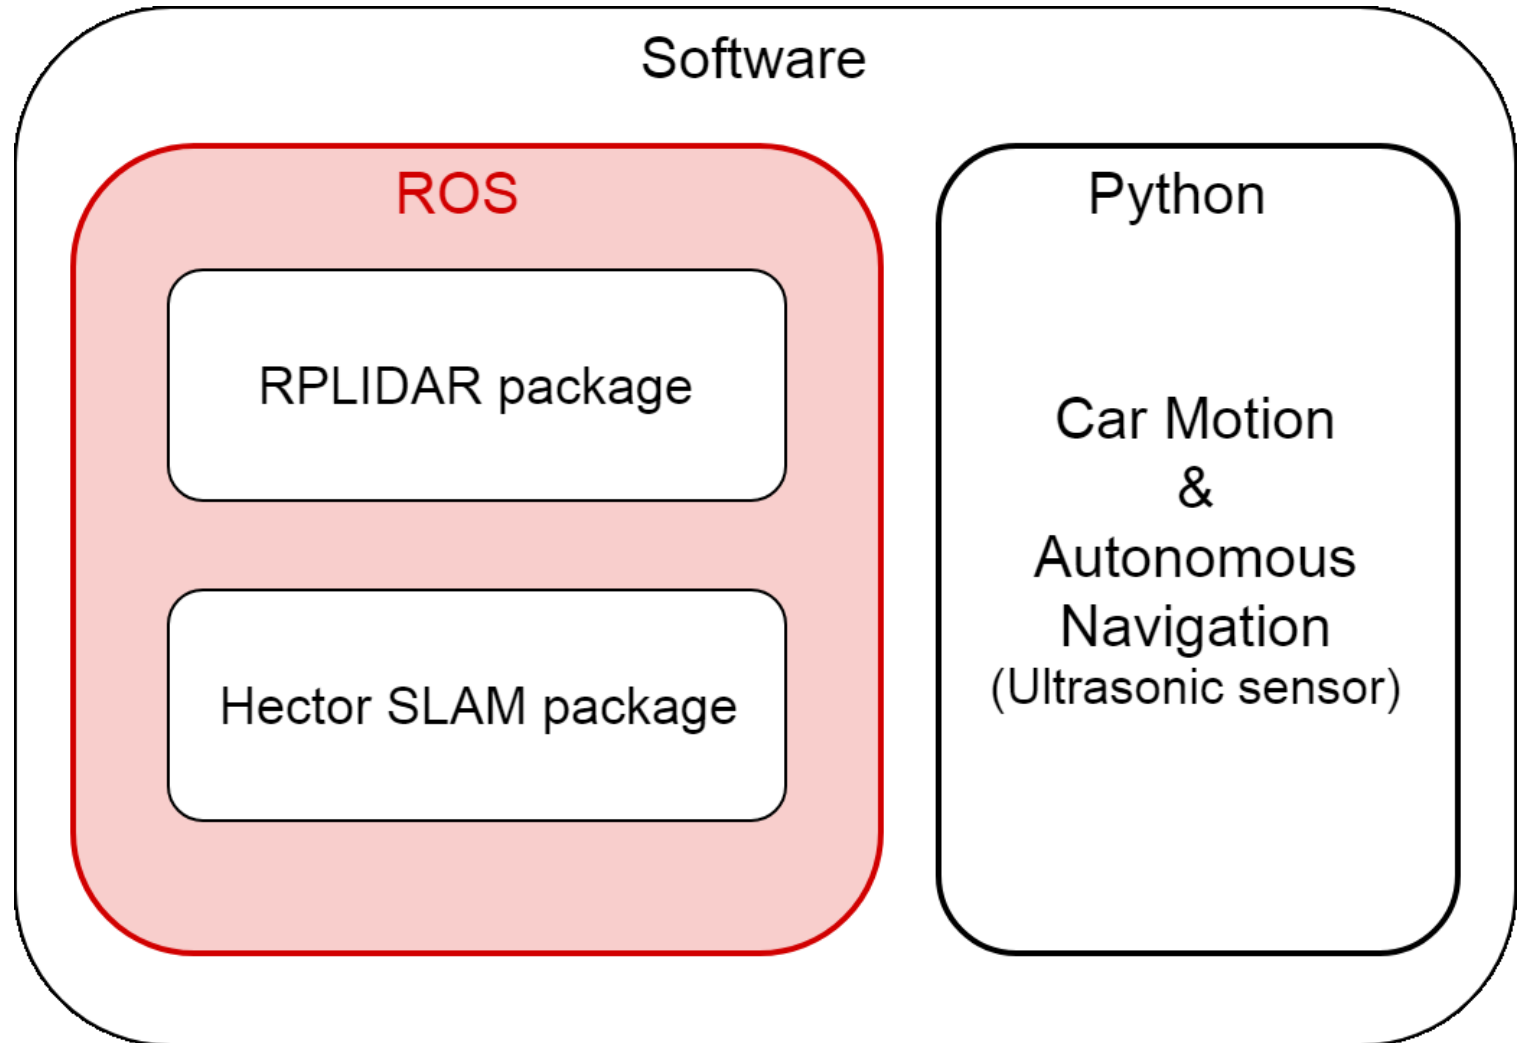 Software
ROS
RPLIDAR package
Hector SLAM package
Python
Car Motion
&
Autonomous
Navigation
(Ultrasonic sensor)